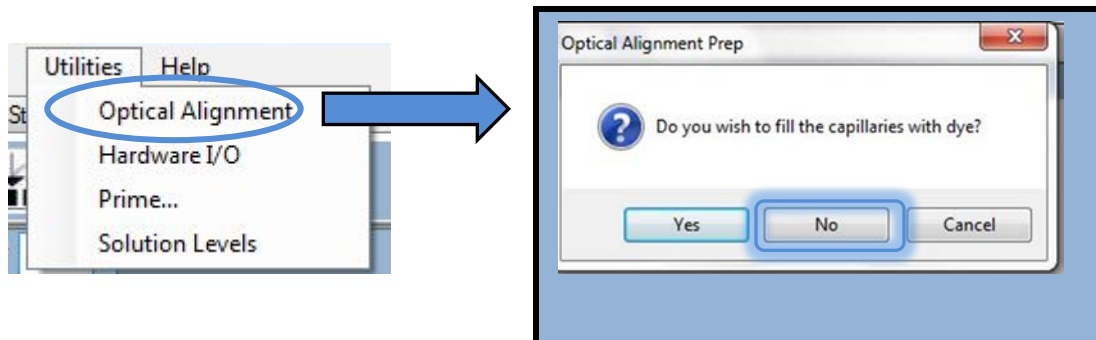 Utilities Help
St
Optical Alignment
Hardware I/O
Prime...
Solution Levels
Optical Alignment Prep
Do you wish to fill the capillaries with dye?
Yes No Cancel